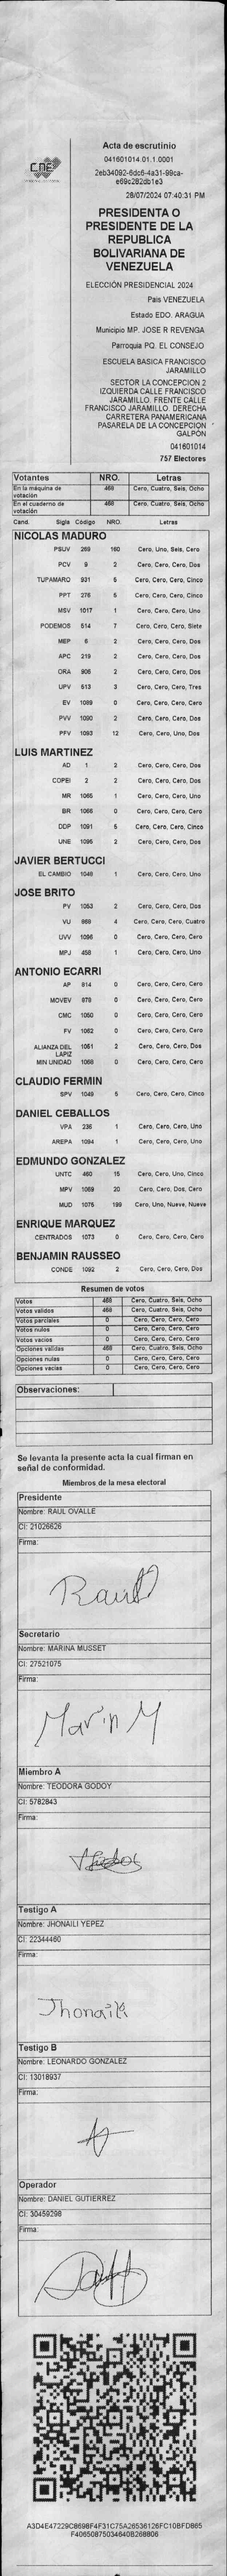 CNE
Acta de escrutinio
041601014.01.1.0001
2eb34092-6dc6-4a31-99ca-
e69c282db1e3
28/07/2024 07:40:31 PM
PRESIDENTA O
PRESIDENTE DE LA
REPUBLICA
BOLIVARIANA DE
VENEZUELA
ELECCIÓN PRESIDENCIAL 2024
Pais VENEZUELA
Estado EDO. ARAGUA
Municipio MP. JOSE R REVENGA
Parroquia PQ. EL CONSEJO
ESCUELA BASICA FRANCISCO
JARAMILLO
SECTOR LA CONCEPCION 2
IZQUIERDA CALLE FRANCISCO
JARAMILLO. FRENTE CALLE
FRANCISCO JARAMILLO. DERECHA
CARRETERA PANAMERICANA
PASARELA DE LA CONCEPCION
GALPÓN
041601014
757 Electores
Votantes NRO. Letras
En la máquina de votación 468 Cero, Cuatro, Seis, Ocho
En el cuaderno de votación 468 Cero, Cuatro, Seis, Ocho
Cand. Sigla Código NRO. Letras
NICOLAS MADURO
PSUV 269 160 Cero, Uno, Seis, Cero
PCV 9 2 Cero, Cero, Cero, Dos
TUPAMARO 931 5 Cero, Cero, Cero, Cinco
PPT 276 5 Cero, Cero, Cero, Cinco
MSV 1017 1 Cero, Cero, Cero, Uno
PODEMOS 514 7 Cero, Cero, Cero, Siete
MEP 6 2 Cero, Cero, Cero, Dos
APC 219 2 Cero, Cero, Cero, Dos
ORA 906 2 Cero, Cero, Cero, Dos
UPV 513 3 Cero, Cero, Cero, Tres
EV 1089 0 Cero, Cero, Cero, Cero
PVV 1090 2 Cero, Cero, Cero, Dos
PFV 1093 12 Cero, Cero, Uno, Dos
LUIS MARTINEZ
AD 1 2 Cero, Cero, Cero, Dos
COPEI 2 2 Cero, Cero, Cero, Dos
MR 1065 1 Cero, Cero, Cero, Uno
BR 1066 0 Cero, Cero, Cero, Cero
DDP 1091 5 Cero, Cero, Cero, Cinco
UNE 1095 2 Cero, Cero, Cero, Dos
JAVIER BERTUCCI
EL CAMBIO 1048 1 Cero, Cero, Cero, Uno
JOSE BRITO
PV 1053 2 Cero, Cero, Cero, Dos
VU 869 4 Cero, Cero, Cero, Cuatro
UVV 1096 0 Cero, Cero, Cero, Cero
MPJ 458 1 Cero, Cero, Cero, Uno
ANTONIO ECARRI
AP 814 0 Cero, Cero, Cero, Cero
MOVEV 978 0 Cero, Cero, Cero, Cero
CMC 1050 0 Cero, Cero, Cero, Cero
FV 1062 0 Cero, Cero, Cero, Cero
ALIANZA DEL LAPIZ 1051 2 Cero, Cero, Cero, Dos
MIN UNIDAD 1068 0 Cero, Cero, Cero, Cero
CLAUDIO FERMIN
SPV 1049 5 Cero, Cero, Cero, Cinco
DANIEL CEBALLOS
VPA 236 1 Cero, Cero, Cero, Uno
AREPA 1094 1 Cero, Cero, Cero, Uno
EDMUNDO GONZALEZ
UNTC 460 15 Cero, Cero, Uno, Cinco
MPV 1069 20 Cero, Cero, Dos, Cero
MUD 1075 199 Cero, Uno, Nueve, Nueve
ENRIQUE MARQUEZ
CENTRADOS 1073 0 Cero, Cero, Cero, Cero
BENJAMIN RAUSSEO
CONDE 1092 2 Cero, Cero, Cero, Dos
Resumen de votos
Votos 468 Cero, Cuatro, Seis, Ocho
Votos validos 468 Cero, Cuatro, Seis, Ocho
Votos parciales 0 Cero, Cero, Cero, Cero
Votos nulos 0 Cero, Cero, Cero, Cero
Votos vacios 0 Cero, Cero, Cero, Cero
Opciones validas 468 Cero, Cuatro, Seis, Ocho
Opciones nulas 0 Cero, Cero, Cero, Cero
Opciones vacias 0 Cero, Cero, Cero, Cero
Observaciones:
Se levanta la presente acta la cual firman en
señal de conformidad.
Miembros de la mesa electoral
Presidente
Nombre: RAUL OVALLE
CI: 21026626
Firma:
Raúl
Secretario
Nombre: MARINA MUSSET
CI: 27521075
Firma:
Marin M
Miembro A
Nombre: TEODORA GODOY
CI: 5782843
Firma:
Testigo A
Nombre: JHONAILI YEPEZ
CI: 22344460
Firma:
Jhonaili
Testigo B
Nombre: LEONARDO GONZALEZ
CI: 13018937
Firma:
Operador
Nombre: DANIEL GUTIERREZ
CI: 30459298
Firma:
A3D4E47229C8698F4F31C75A26536126FC10BFDB65
F40650875034640B268806